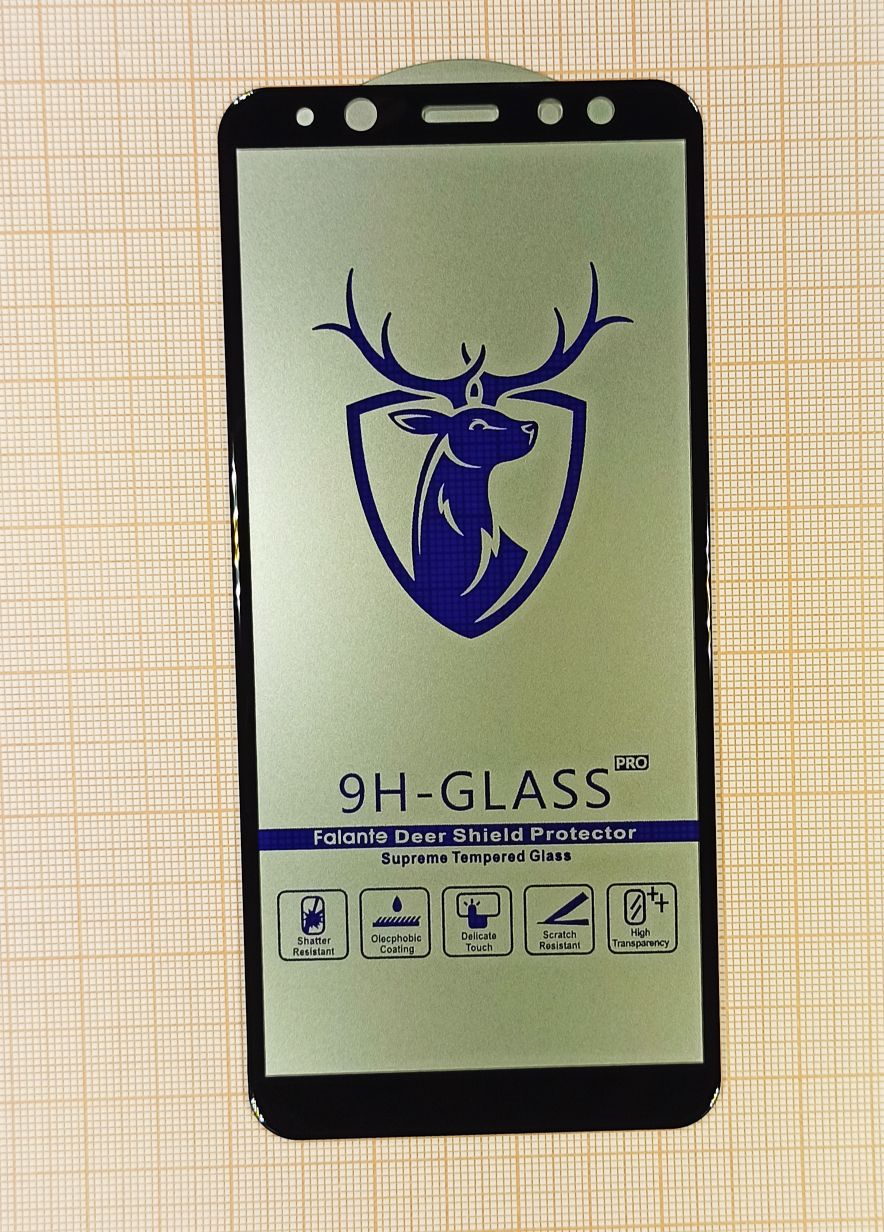 9H-GLASS PRO
Falante Deer Shield Protector
Supreme Tempered Glass
Shatter
Resistant
Oleophobic
Coating
Delicate
Touch
Scratch
Resistant
High
Transparency